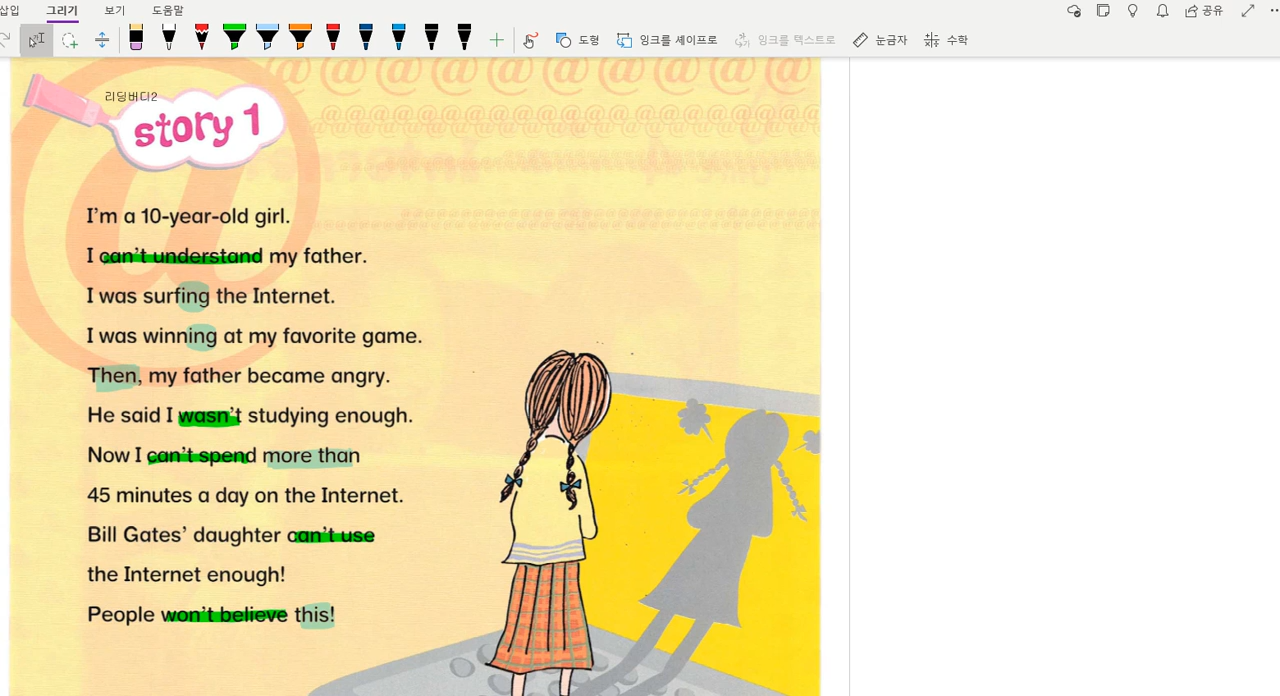 삽입 그리기 보기 도움말 공유
도형 잉크를 셰이프로 잉크를 텍스트로 눈금자 수학
리딩버디2
story 1
I'm a 10-year-old girl.
I can't understand my father.
I was surfing the Internet.
I was winning at my favorite game.
Then, my father became angry.
He said I wasn't studying enough.
Now I can't spend more than
45 minutes a day on the Internet.
Bill Gates' daughter can't use
the Internet enough!
People won't believe this!